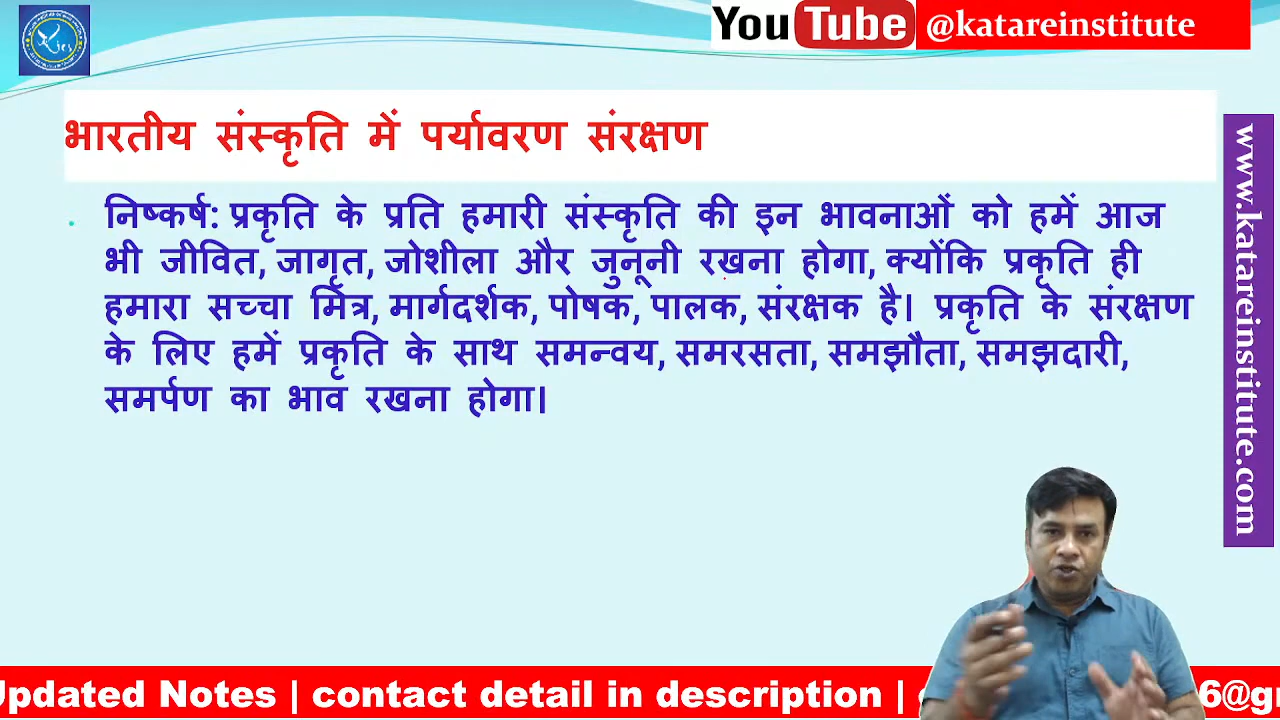 YouTube @katareinstitute
भारतीय संस्कृति में पर्यावरण संरक्षण
निष्कर्ष: प्रकृति के प्रति हमारी संस्कृति की इन भावनाओं को हमें आज
भी जीवित, जागृत, जोशीला और जुनूनी रखना होगा, क्योंकि प्रकृति ही
हमारा सच्चा मित्र, मार्गदर्शक, पोषक, पालक, संरक्षक है। प्रकृति के संरक्षण
के लिए हमें प्रकृति के साथ समन्वय, समरसता, समझौता, समझदारी,
समर्पण का भाव रखना होगा।
www.katareinstitute.com
Updated Notes | contact detail in description |